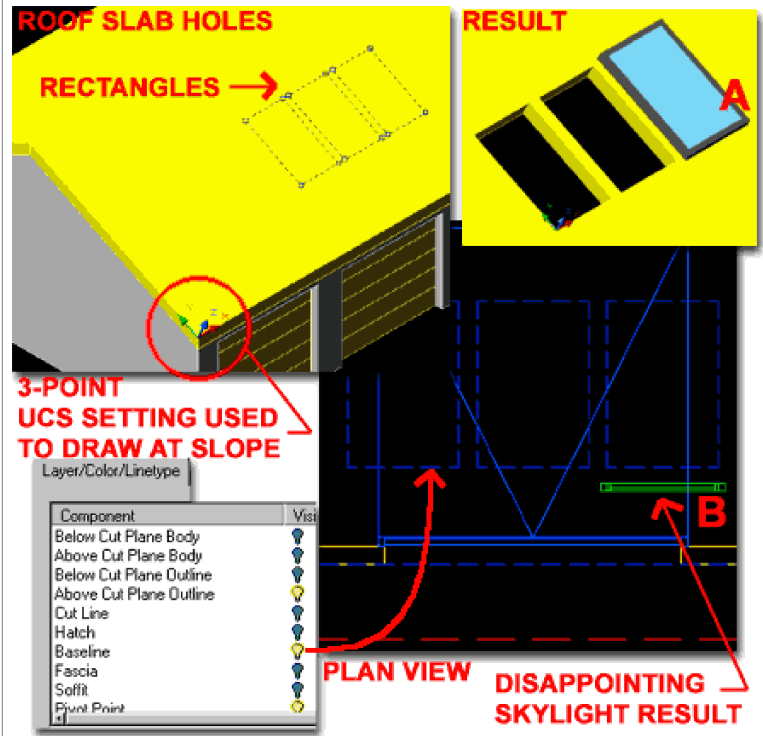 ROOF SLAB HOLES
RECTANGLES
RESULT
A
3-POINT
UCS SETTING USED
TO DRAW AT SLOPE
Layer/Color/Linetype
Component Visi
Below Cut Plane Body
Above Cut Plane Body
Below Cut Plane Outline
Above Cut Plane Outline
Cut Line
Hatch
Baseline
Fascia
Soffit
Pivot Point
B
PLAN VIEW
DISAPPOINTING
SKYLIGHT RESULT